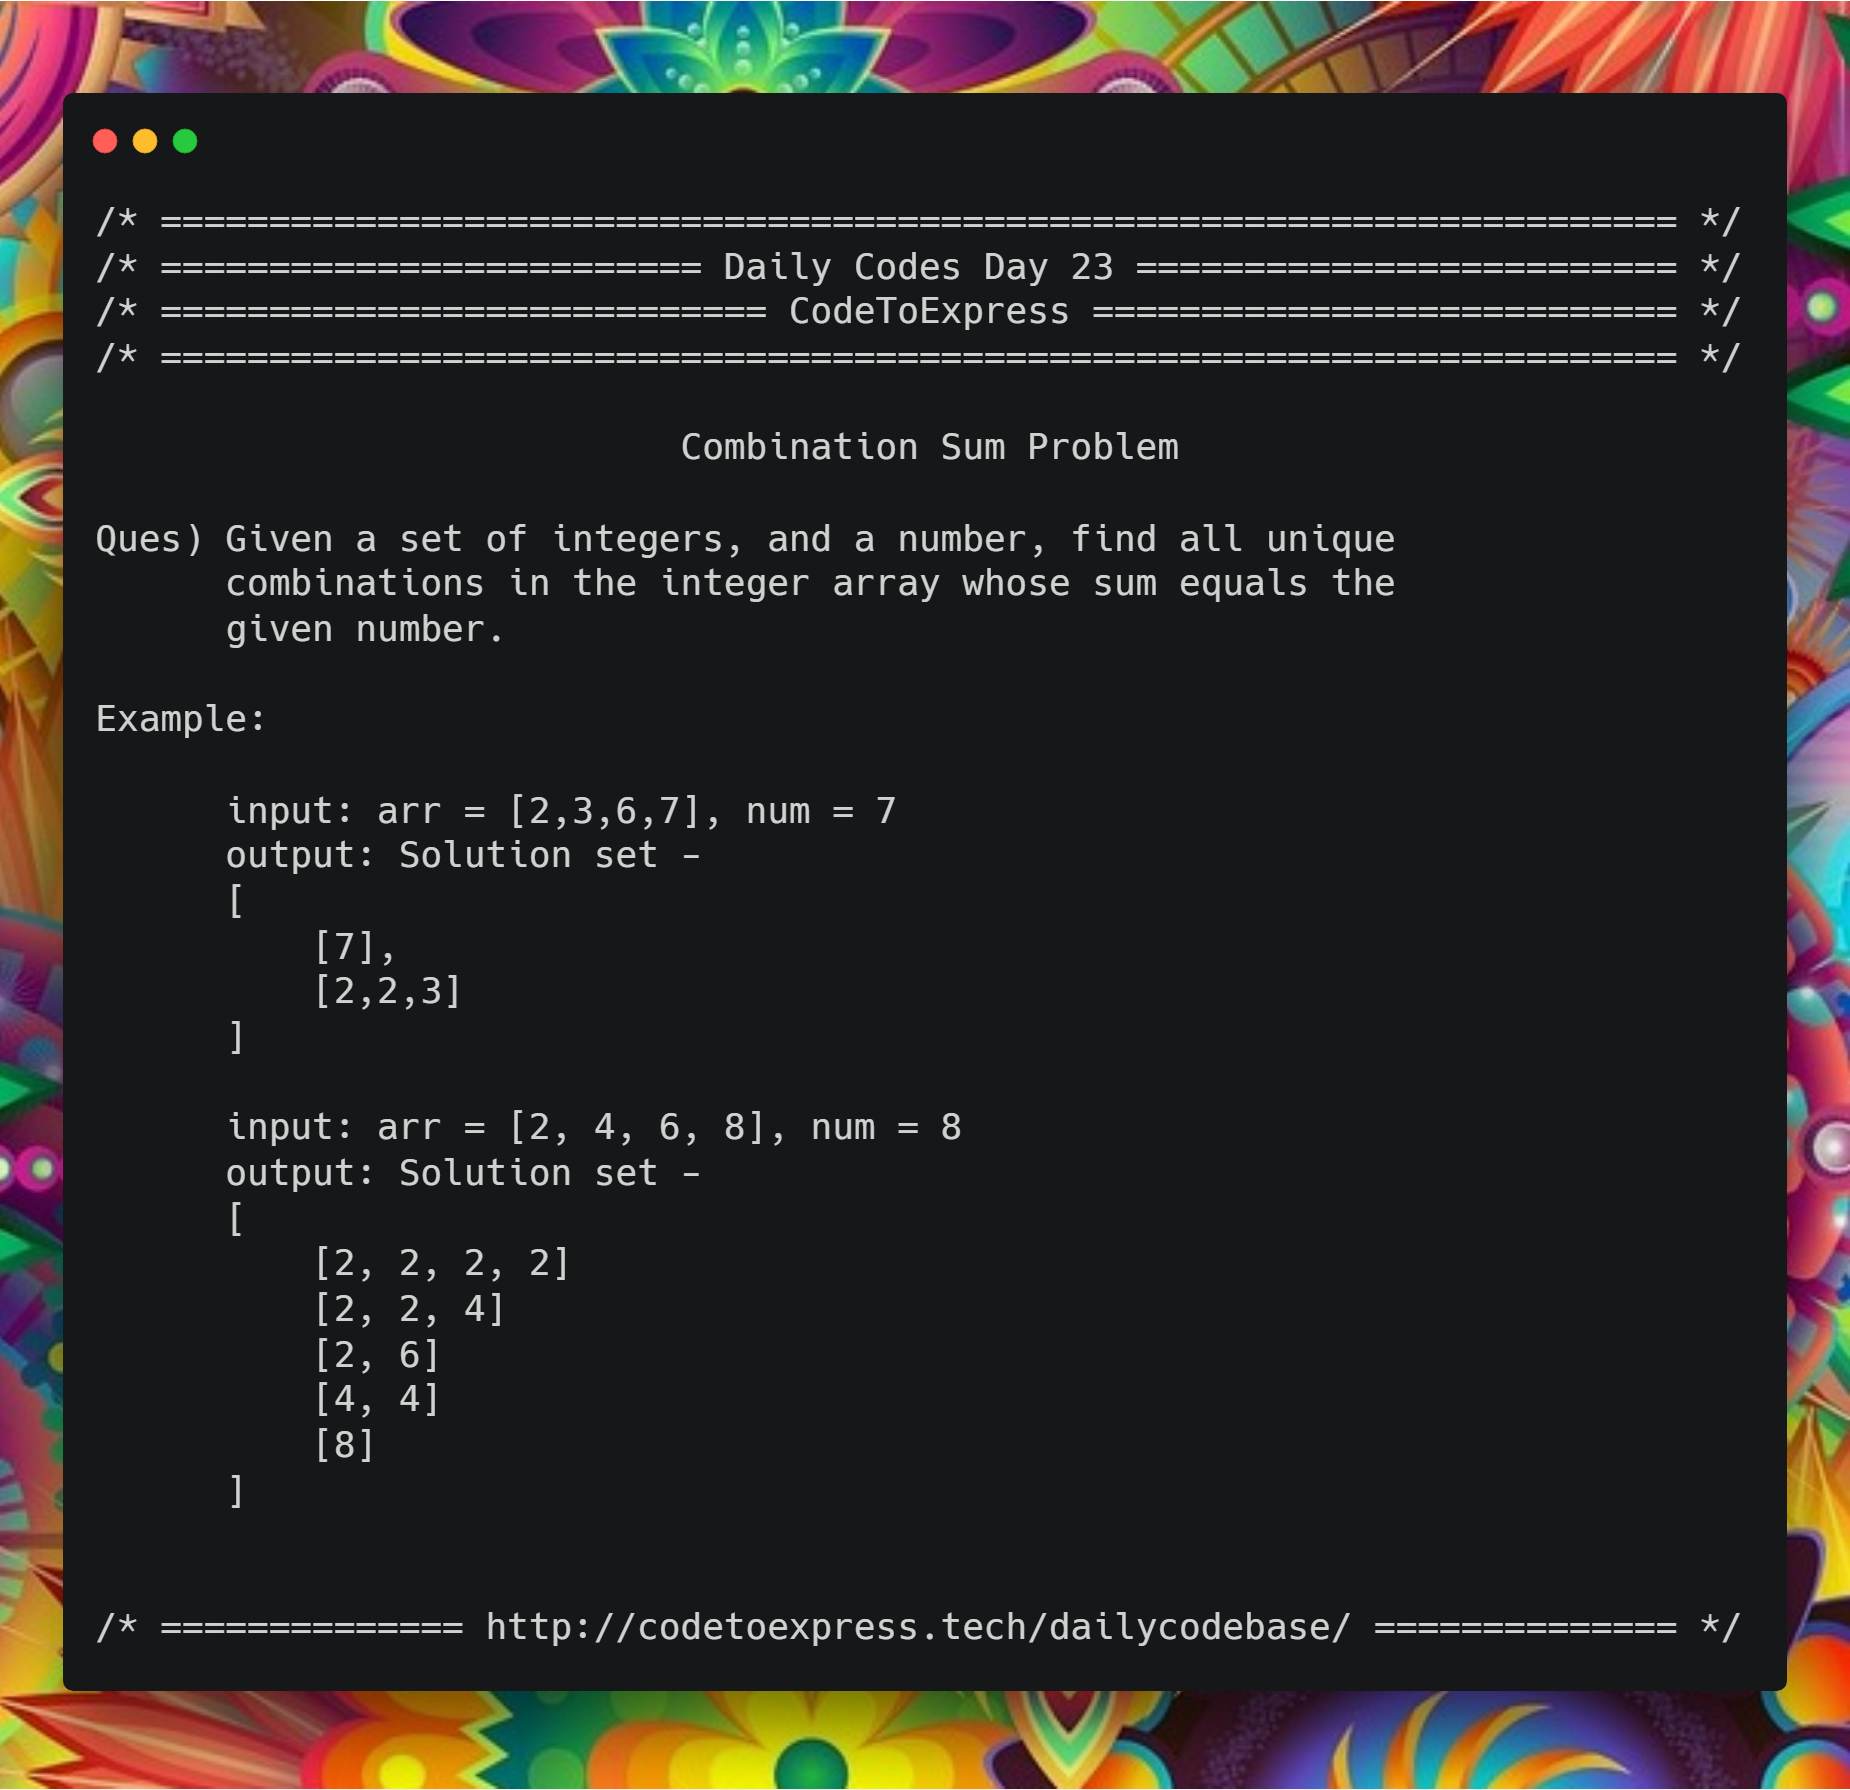 /* ====================================================================== */
/* ========================= Daily Codes Day 23 ========================= */
/* ============================ CodeToExpress =========================== */
/* ====================================================================== */
Combination Sum Problem
Ques) Given a set of integers, and a number, find all unique
combinations in the integer array whose sum equals the
given number.
Example:
input: arr = [2,3,6,7], num = 7
output: Solution set -
[
[7],
[2,2,3]
]
input: arr = [2, 4, 6, 8], num = 8
output: Solution set -
[
[2, 2, 2, 2]
[2, 2, 4]
[2, 6]
[4, 4]
[8]
]
/* ============== http://codetoexpress.tech/dailycodebase/ ============== */